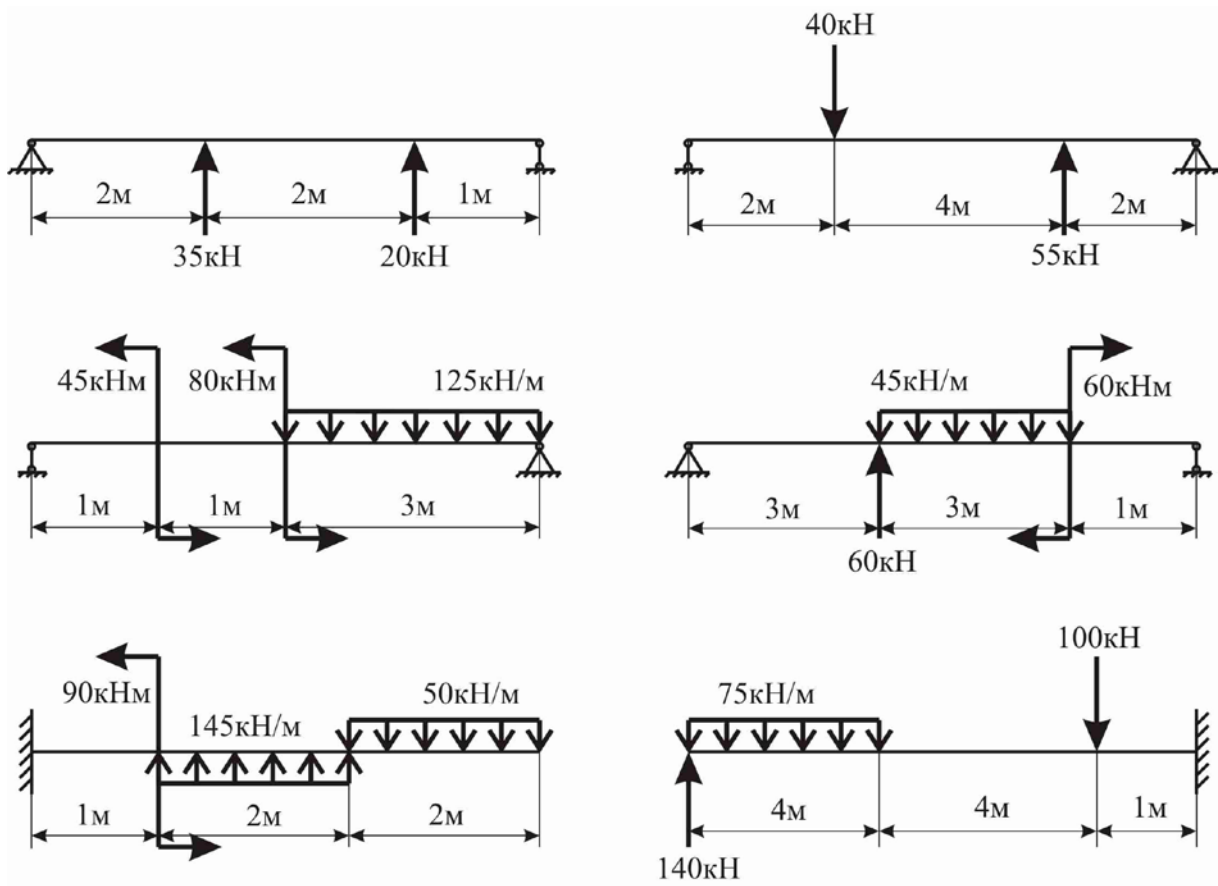 40кН
2м 2м 1м
35кН 20кН
2м 4м 2м
55кН
45кНм 80кНм 125кН/м
1м 1м 3м
45кН/м 60кНм
3м 3м 1м
60кН
90кНм 145кН/м 50кН/м
1м 2м 2м
100кН
75кН/м
4м 4м 1м
140кН